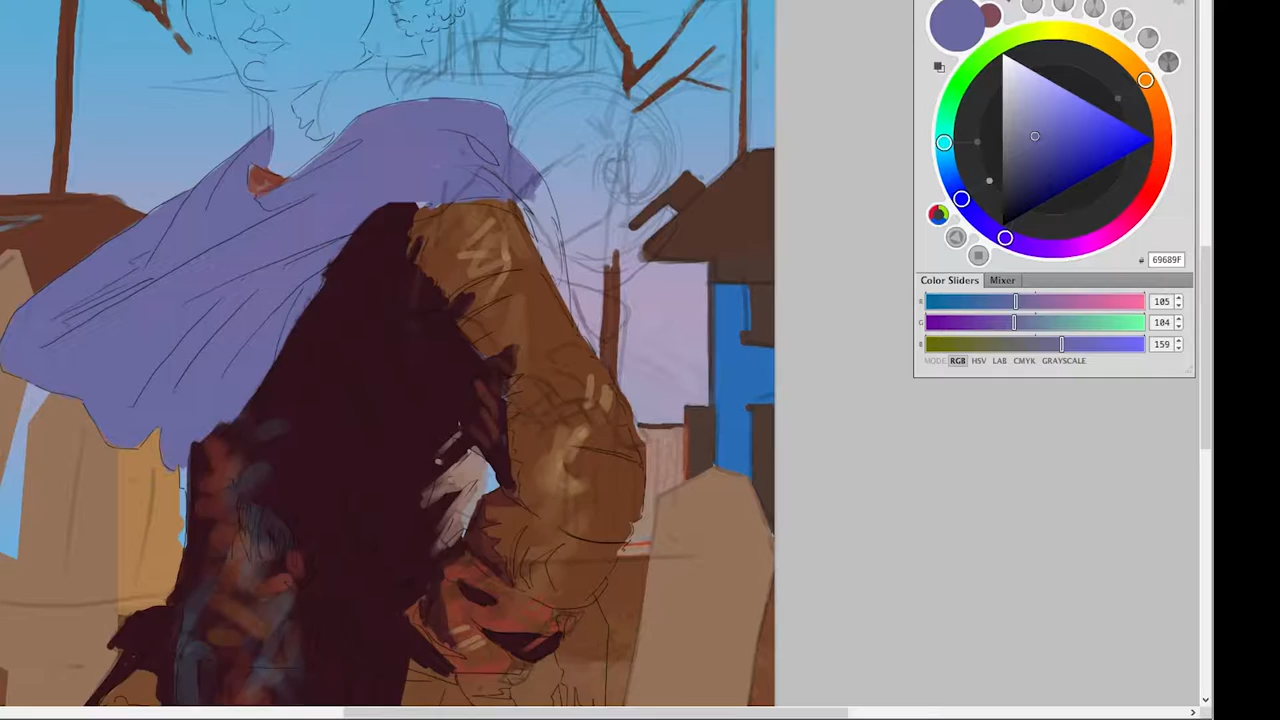 # 69689F
Color Sliders Mixer
R 105
G 104
B 159
MODE RGB HSV LAB CMYK GRAYSCALE